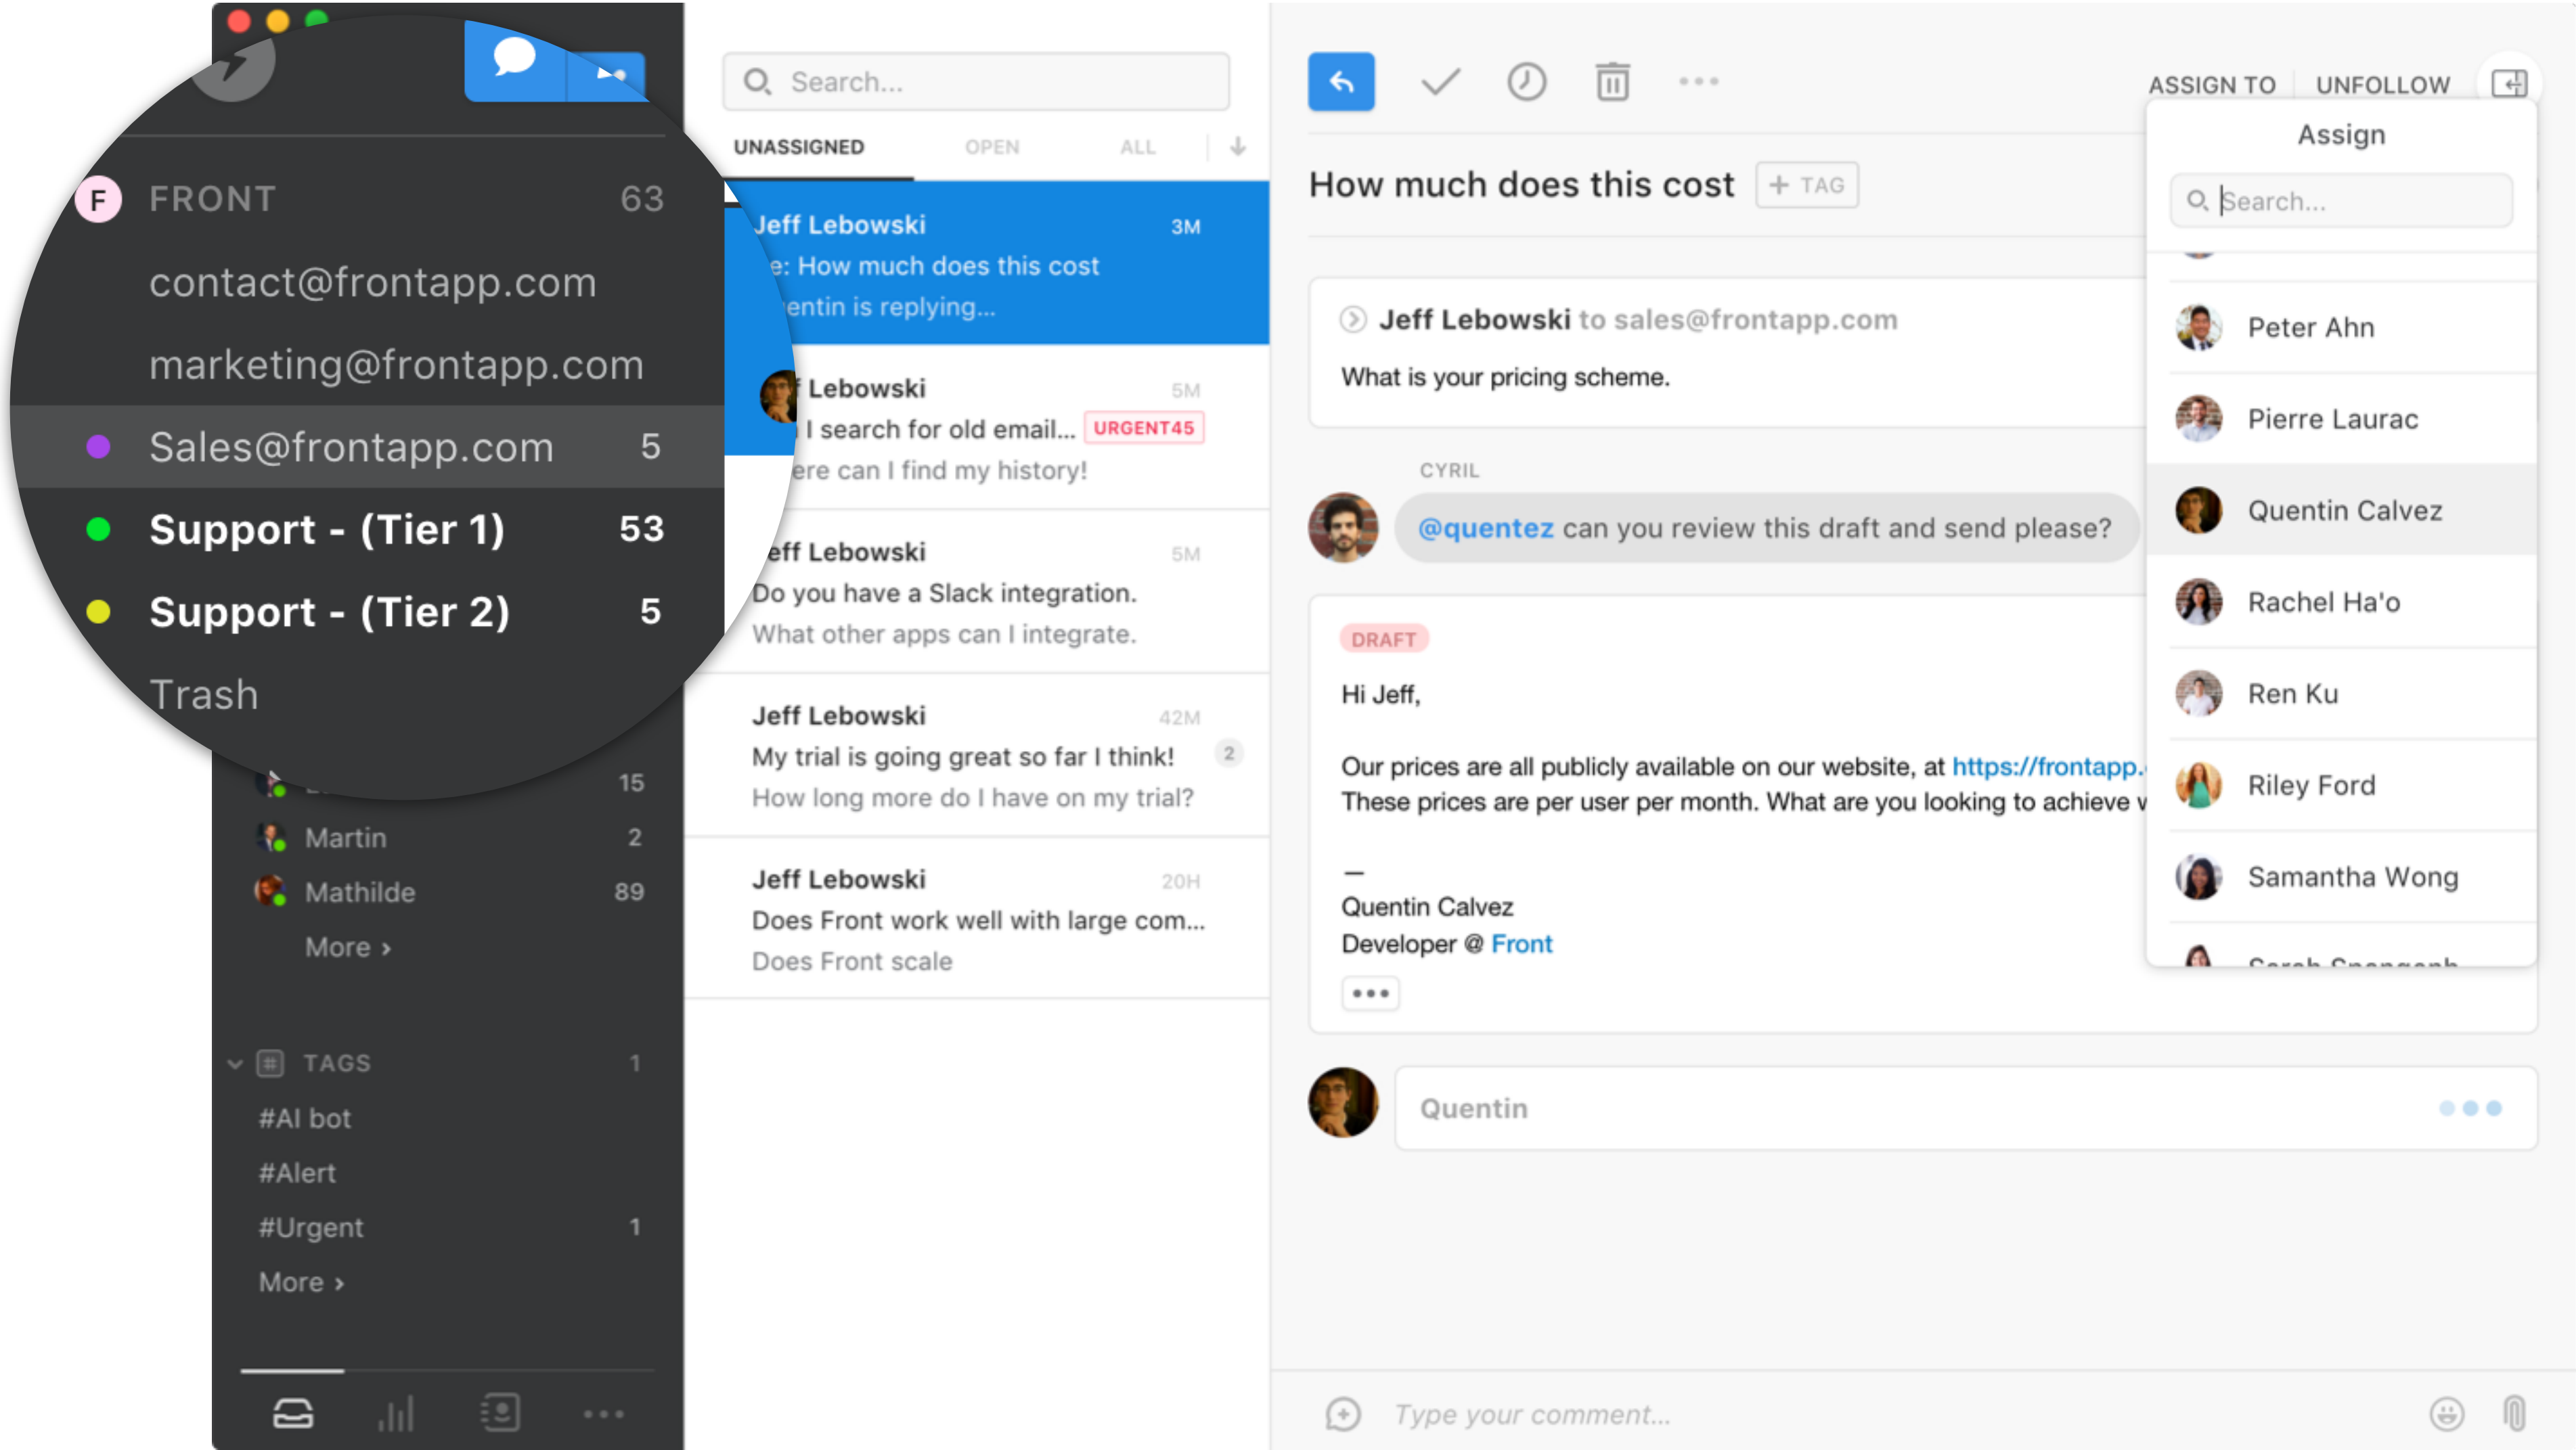 F FRONT 63
contact@frontapp.com
marketing@frontapp.com
Sales@frontapp.com 5
Support - (Tier 1) 53
Support - (Tier 2) 5
Trash
15
Martin 2
Mathilde 89
More ›
# TAGS 1
#AI bot
#Alert
#Urgent 1
More ›
Search...
UNASSIGNED OPEN ALL
Jeff Lebowski 3M
e: How much does this cost
entin is replying...
Lebowski 5M
I search for old email... URGENT45
ere can I find my history!
eff Lebowski 5M
Do you have a Slack integration.
What other apps can I integrate.
Jeff Lebowski 42M
My trial is going great so far I think! 2
How long more do I have on my trial?
Jeff Lebowski 20H
Does Front work well with large com...
Does Front scale
ASSIGN TO UNFOLLOW
How much does this cost + TAG
Jeff Lebowski to sales@frontapp.com
What is your pricing scheme.
CYRIL
@quentez can you review this draft and send please?
DRAFT
Hi Jeff,
Our prices are all publicly available on our website, at https://frontapp.
These prices are per user per month. What are you looking to achieve w
—
Quentin Calvez
Developer @ Front
Quentin
Type your comment...
Assign
Search...
Peter Ahn
Pierre Laurac
Quentin Calvez
Rachel Ha'o
Ren Ku
Riley Ford
Samantha Wong